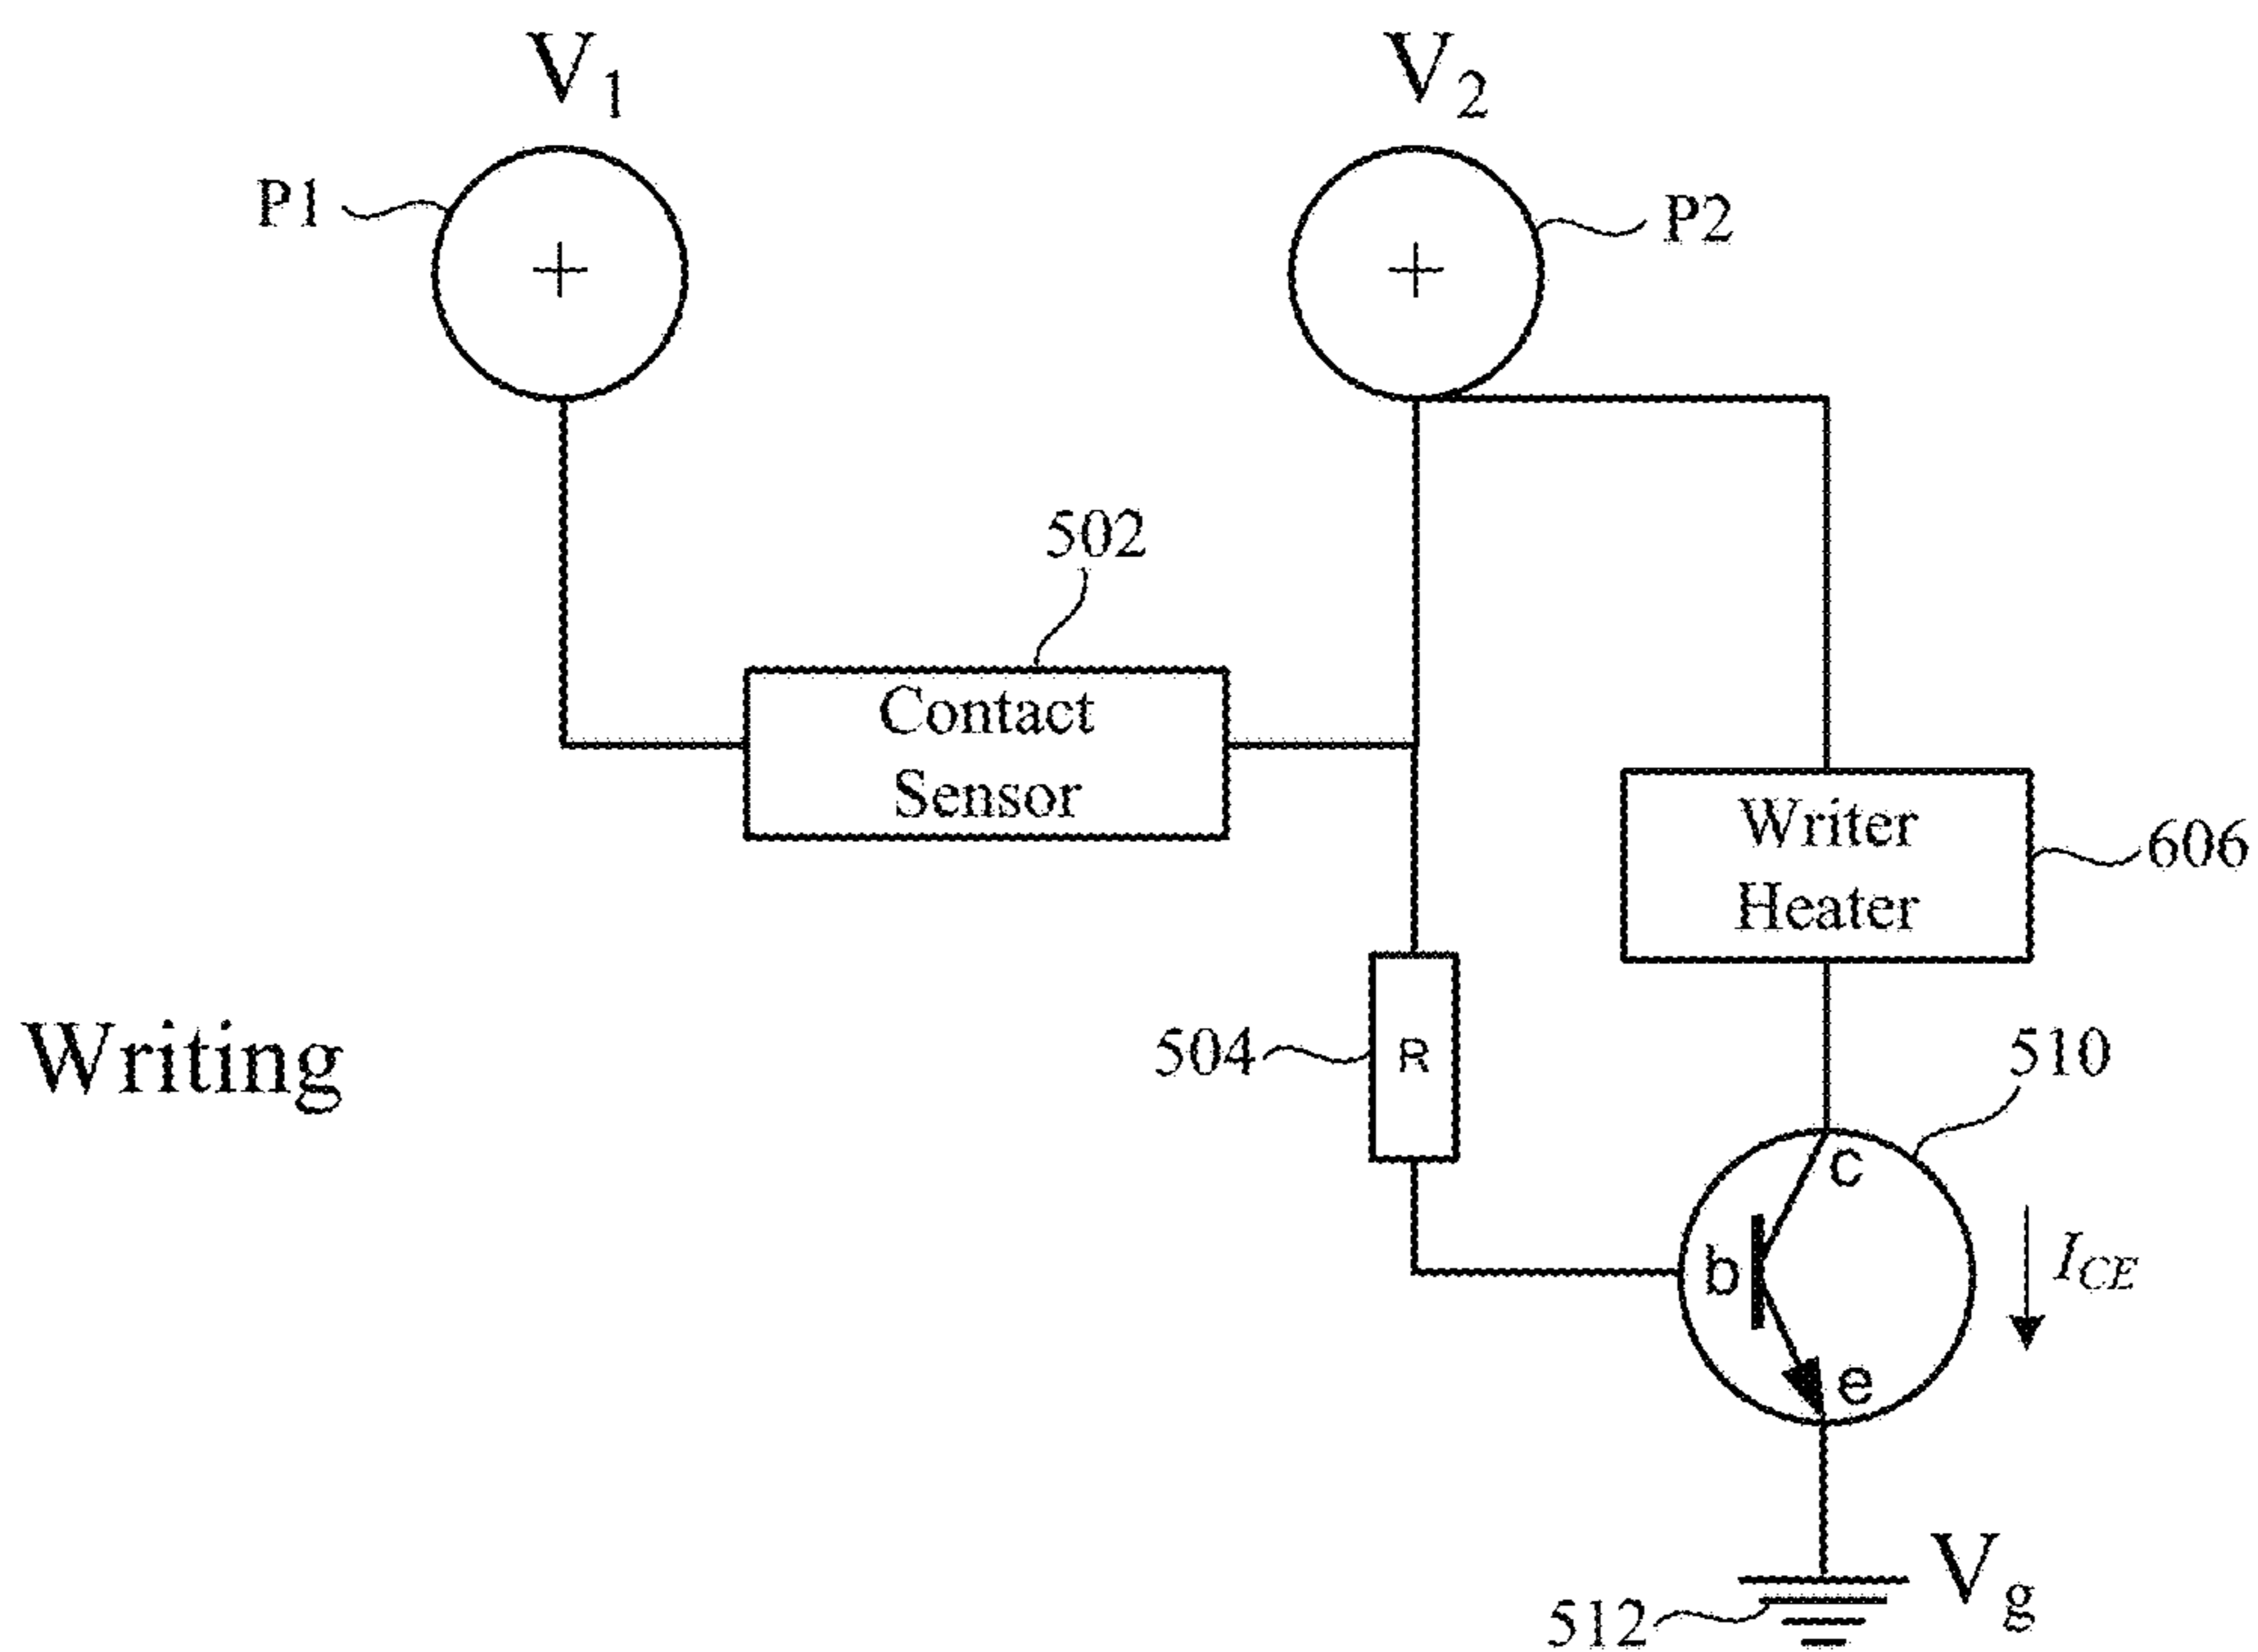 V1
V2
P1
P2
502
Contact
Sensor
Writer
Heater
606
504
R
510
Writing
c
b
e
ICE
Vg
512